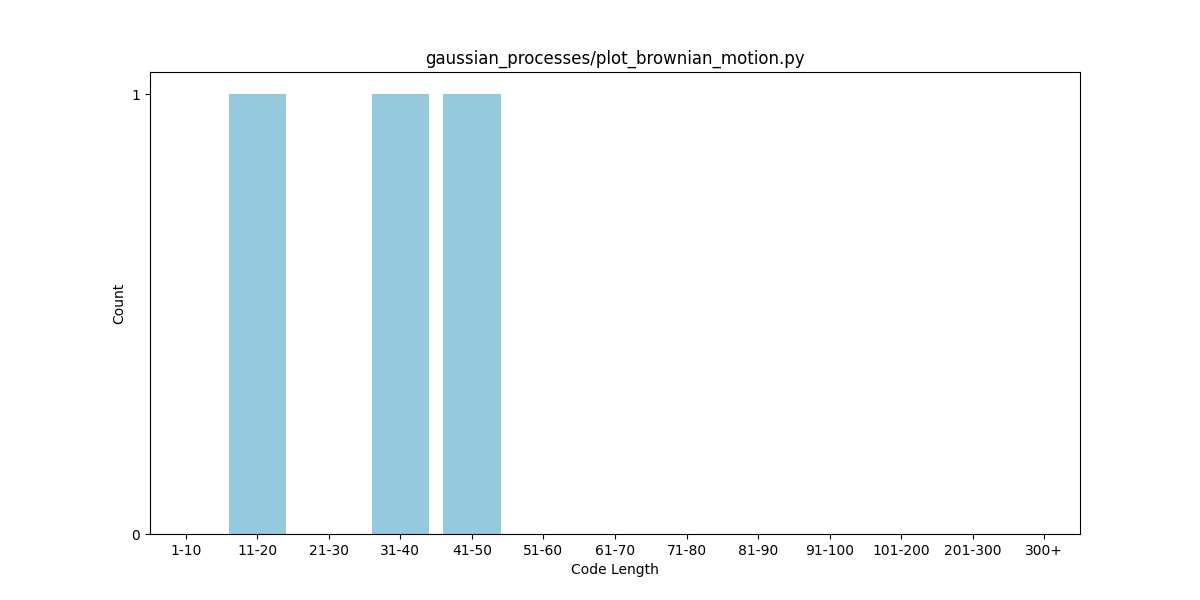 gaussian_processes/plot_brownian_motion.py
1
Count
0
1-10 11-20 21-30 31-40 41-50 51-60 61-70 71-80 81-90 91-100 101-200 201-300 300+
Code Length